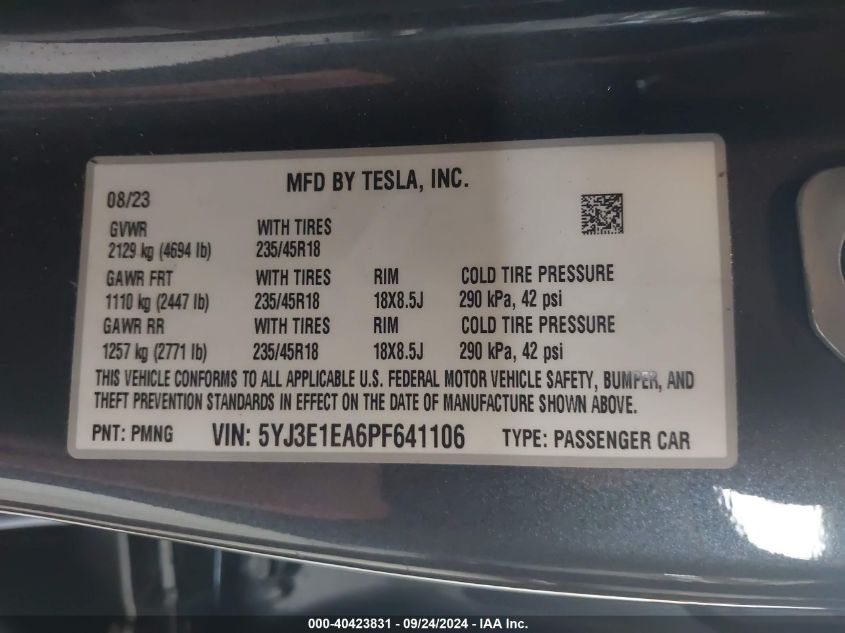 MFD BY TESLA, INC.
08/23
GVWR WITH TIRES
2129 kg (4694 lb) 235/45R18
GAWR FRT WITH TIRES RIM COLD TIRE PRESSURE
1110 kg (2447 lb) 235/45R18 18X8.5J 290 kPa, 42 psi
GAWR RR WITH TIRES RIM COLD TIRE PRESSURE
1257 kg (2771 lb) 235/45R18 18X8.5J 290 kPa, 42 psi
THIS VEHICLE CONFORMS TO ALL APPLICABLE U.S. FEDERAL MOTOR VEHICLE SAFETY, BUMPER, AND
THEFT PREVENTION STANDARDS IN EFFECT ON THE DATE OF MANUFACTURE SHOWN ABOVE.
PNT: PMNG VIN: 5YJ3E1EA6PF641106 TYPE: PASSENGER CAR
000-40423831 - 09/24/2024 - IAA Inc.